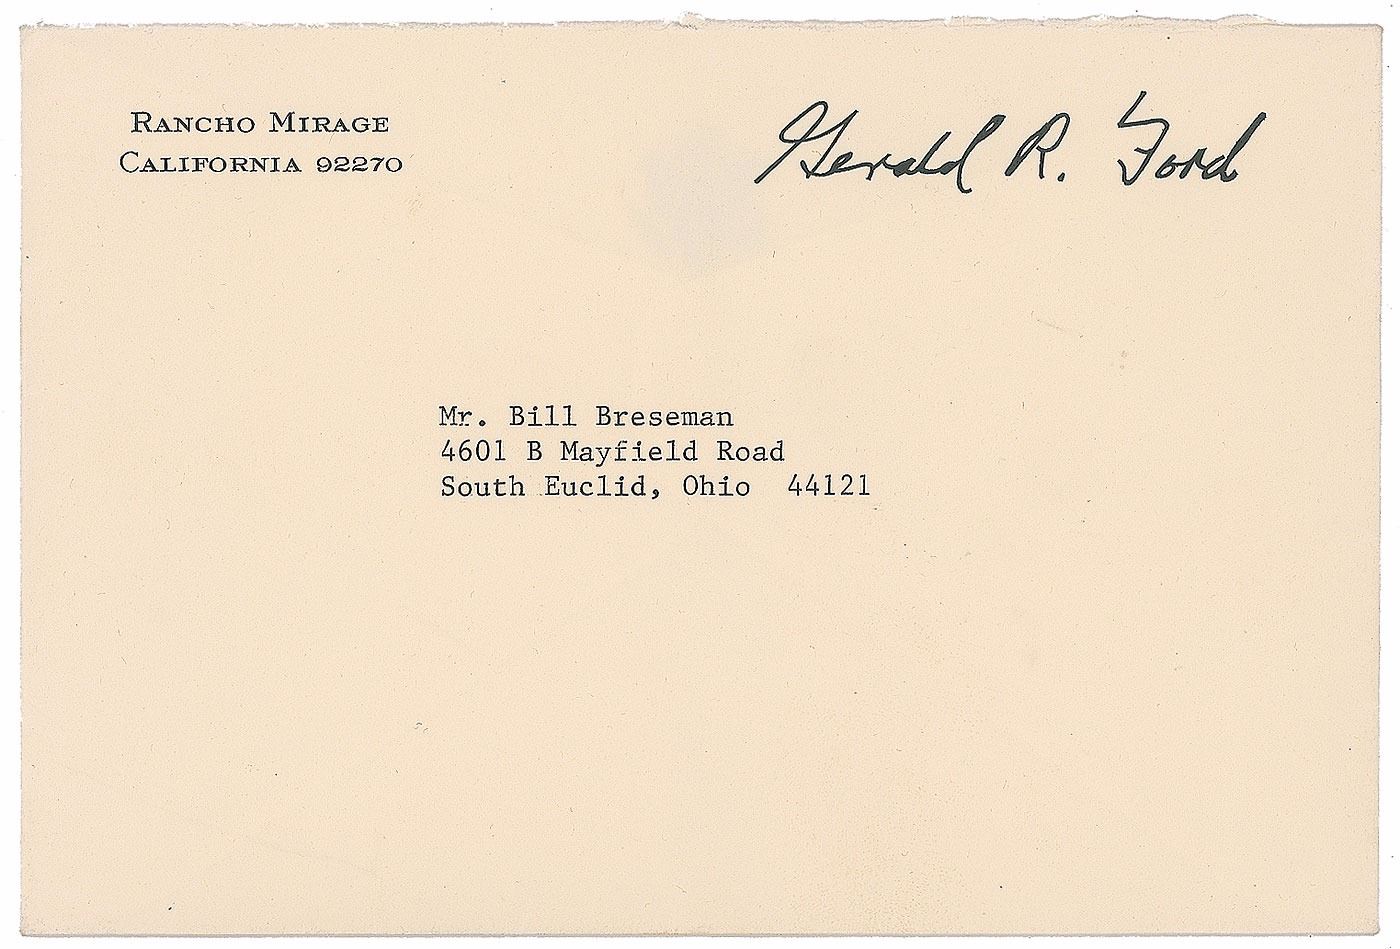 Rancho Mirage
California 92270
Gerald R. Ford
Mr. Bill Breseman
4601 B Mayfield Road
South Euclid, Ohio  44121